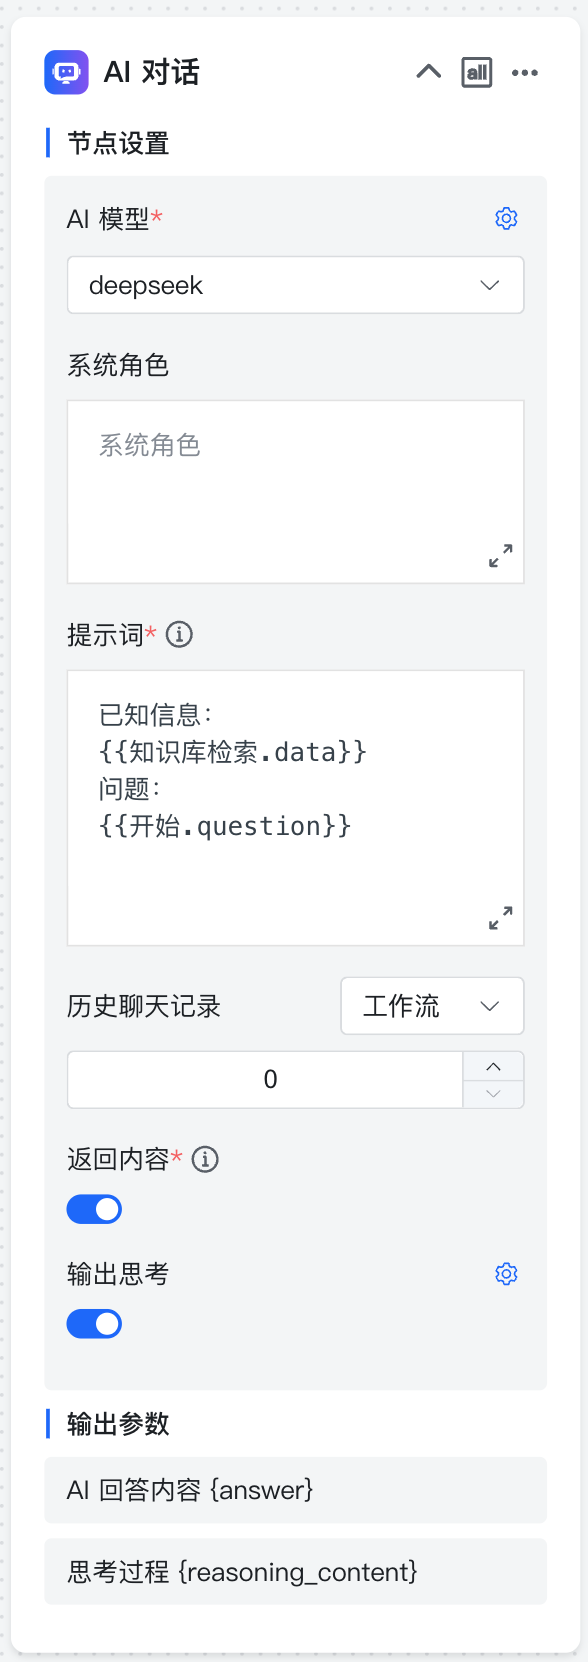 AI 对话
all
节点设置
AI 模型*
deepseek
系统角色
系统角色
提示词*
已知信息：
{{知识库检索.data}}
问题：
{{开始.question}}
历史聊天记录
工作流
0
返回内容*
输出思考
输出参数
AI 回答内容 {answer}
思考过程 {reasoning_content}